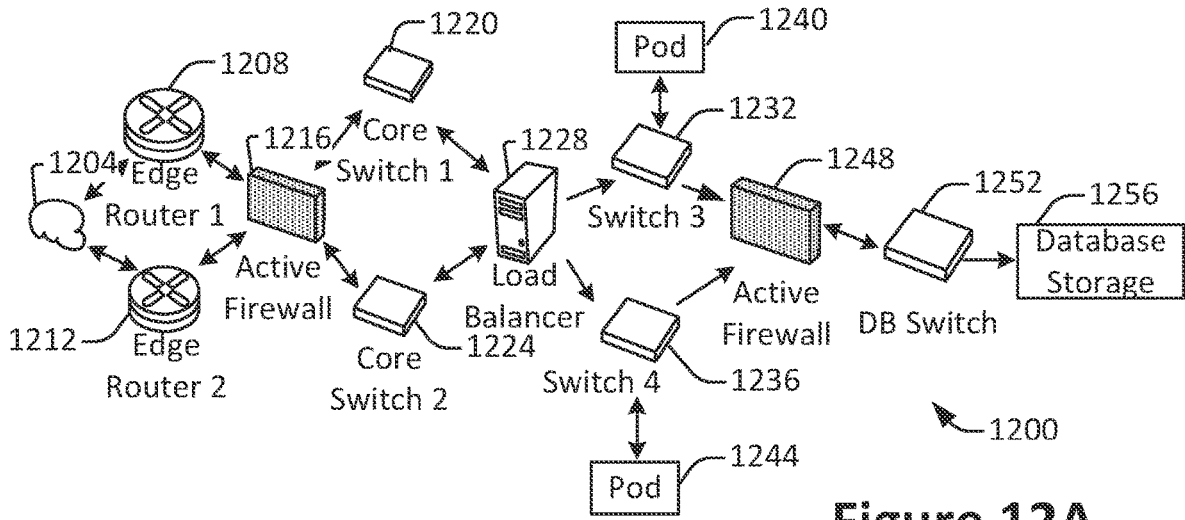 1220
1240
Pod
1208
1232
1216
Core
Switch 1
1228
1248
1204
Edge
Router 1
Switch 3
1252
1256
Database
Storage
Active
Firewall
Load
Balancer
Active
Firewall
DB Switch
1212
Edge
Router 2
1224
Core
Switch 2
Switch 4
1236
1200
1244
Pod
Figure 12A